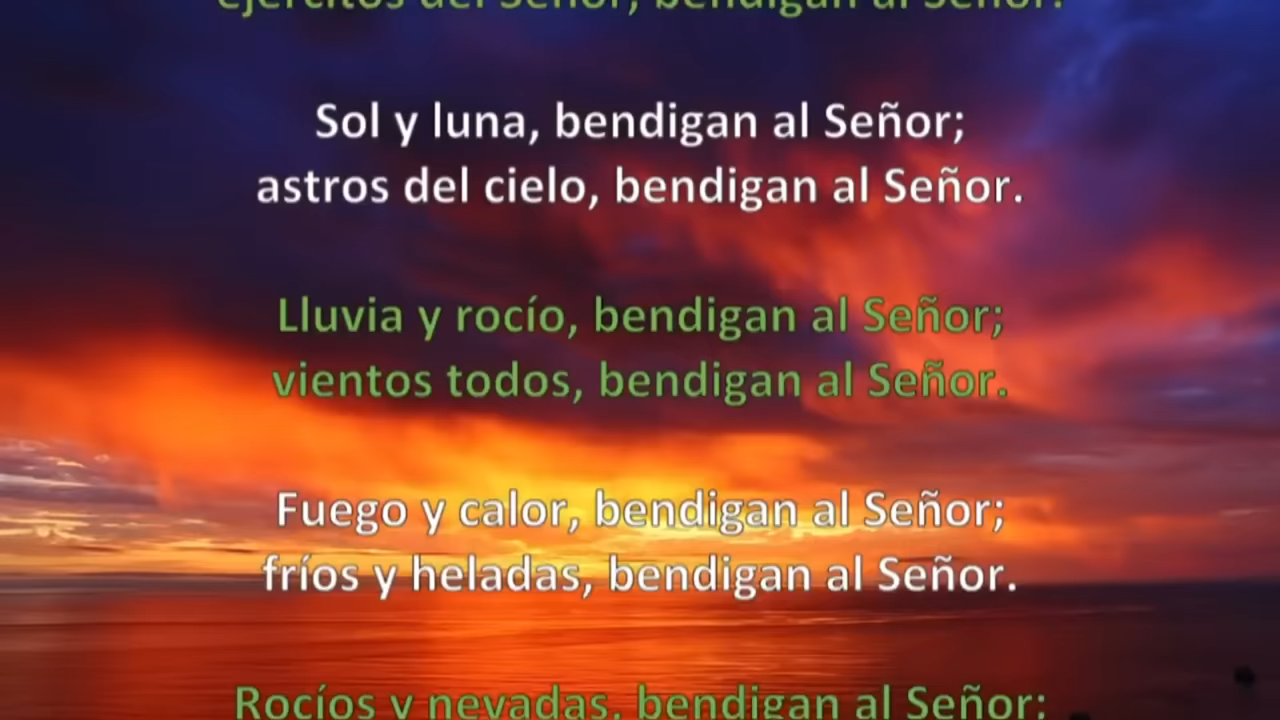 ejércitos del Señor, bendigan al Señor.
Sol y luna, bendigan al Señor;
astros del cielo, bendigan al Señor.
Lluvia y rocío, bendigan al Señor;
vientos todos, bendigan al Señor.
Fuego y calor, bendigan al Señor;
fríos y heladas, bendigan al Señor.
Rocíos y nevadas, bendigan al Señor;